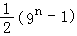 1/2 (9^n - 1)